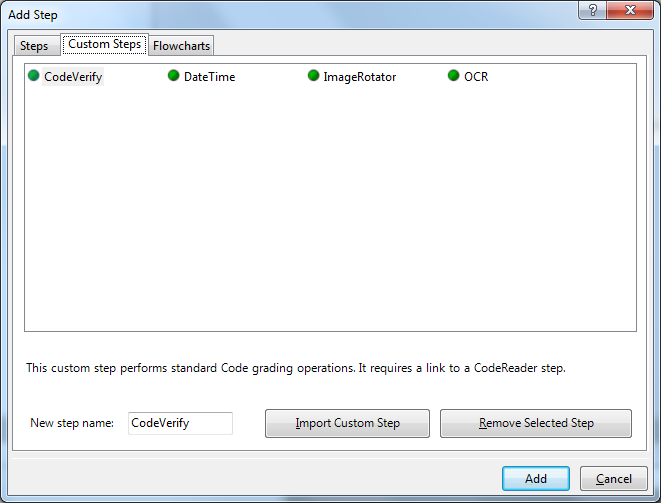 Add Step
?
Steps Custom Steps Flowcharts
CodeVerify DateTime ImageRotator OCR
This custom step performs standard Code grading operations. It requires a link to a CodeReader step.
New step name: CodeVerify Import Custom Step Remove Selected Step
Add Cancel